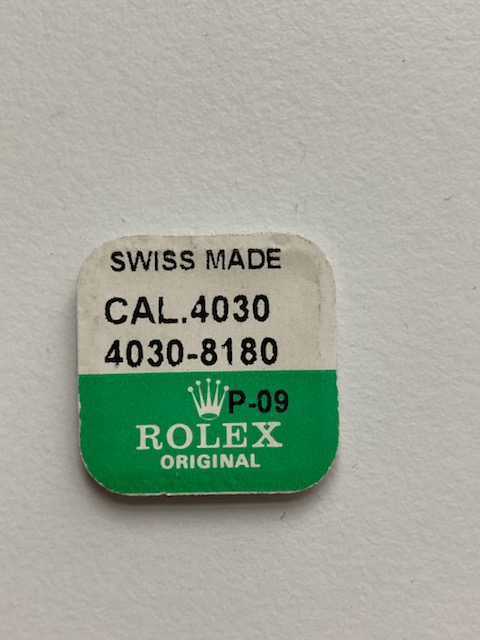 SWISS MADE
CAL.4030
4030-8180
P-09
ROLEX
ORIGINAL